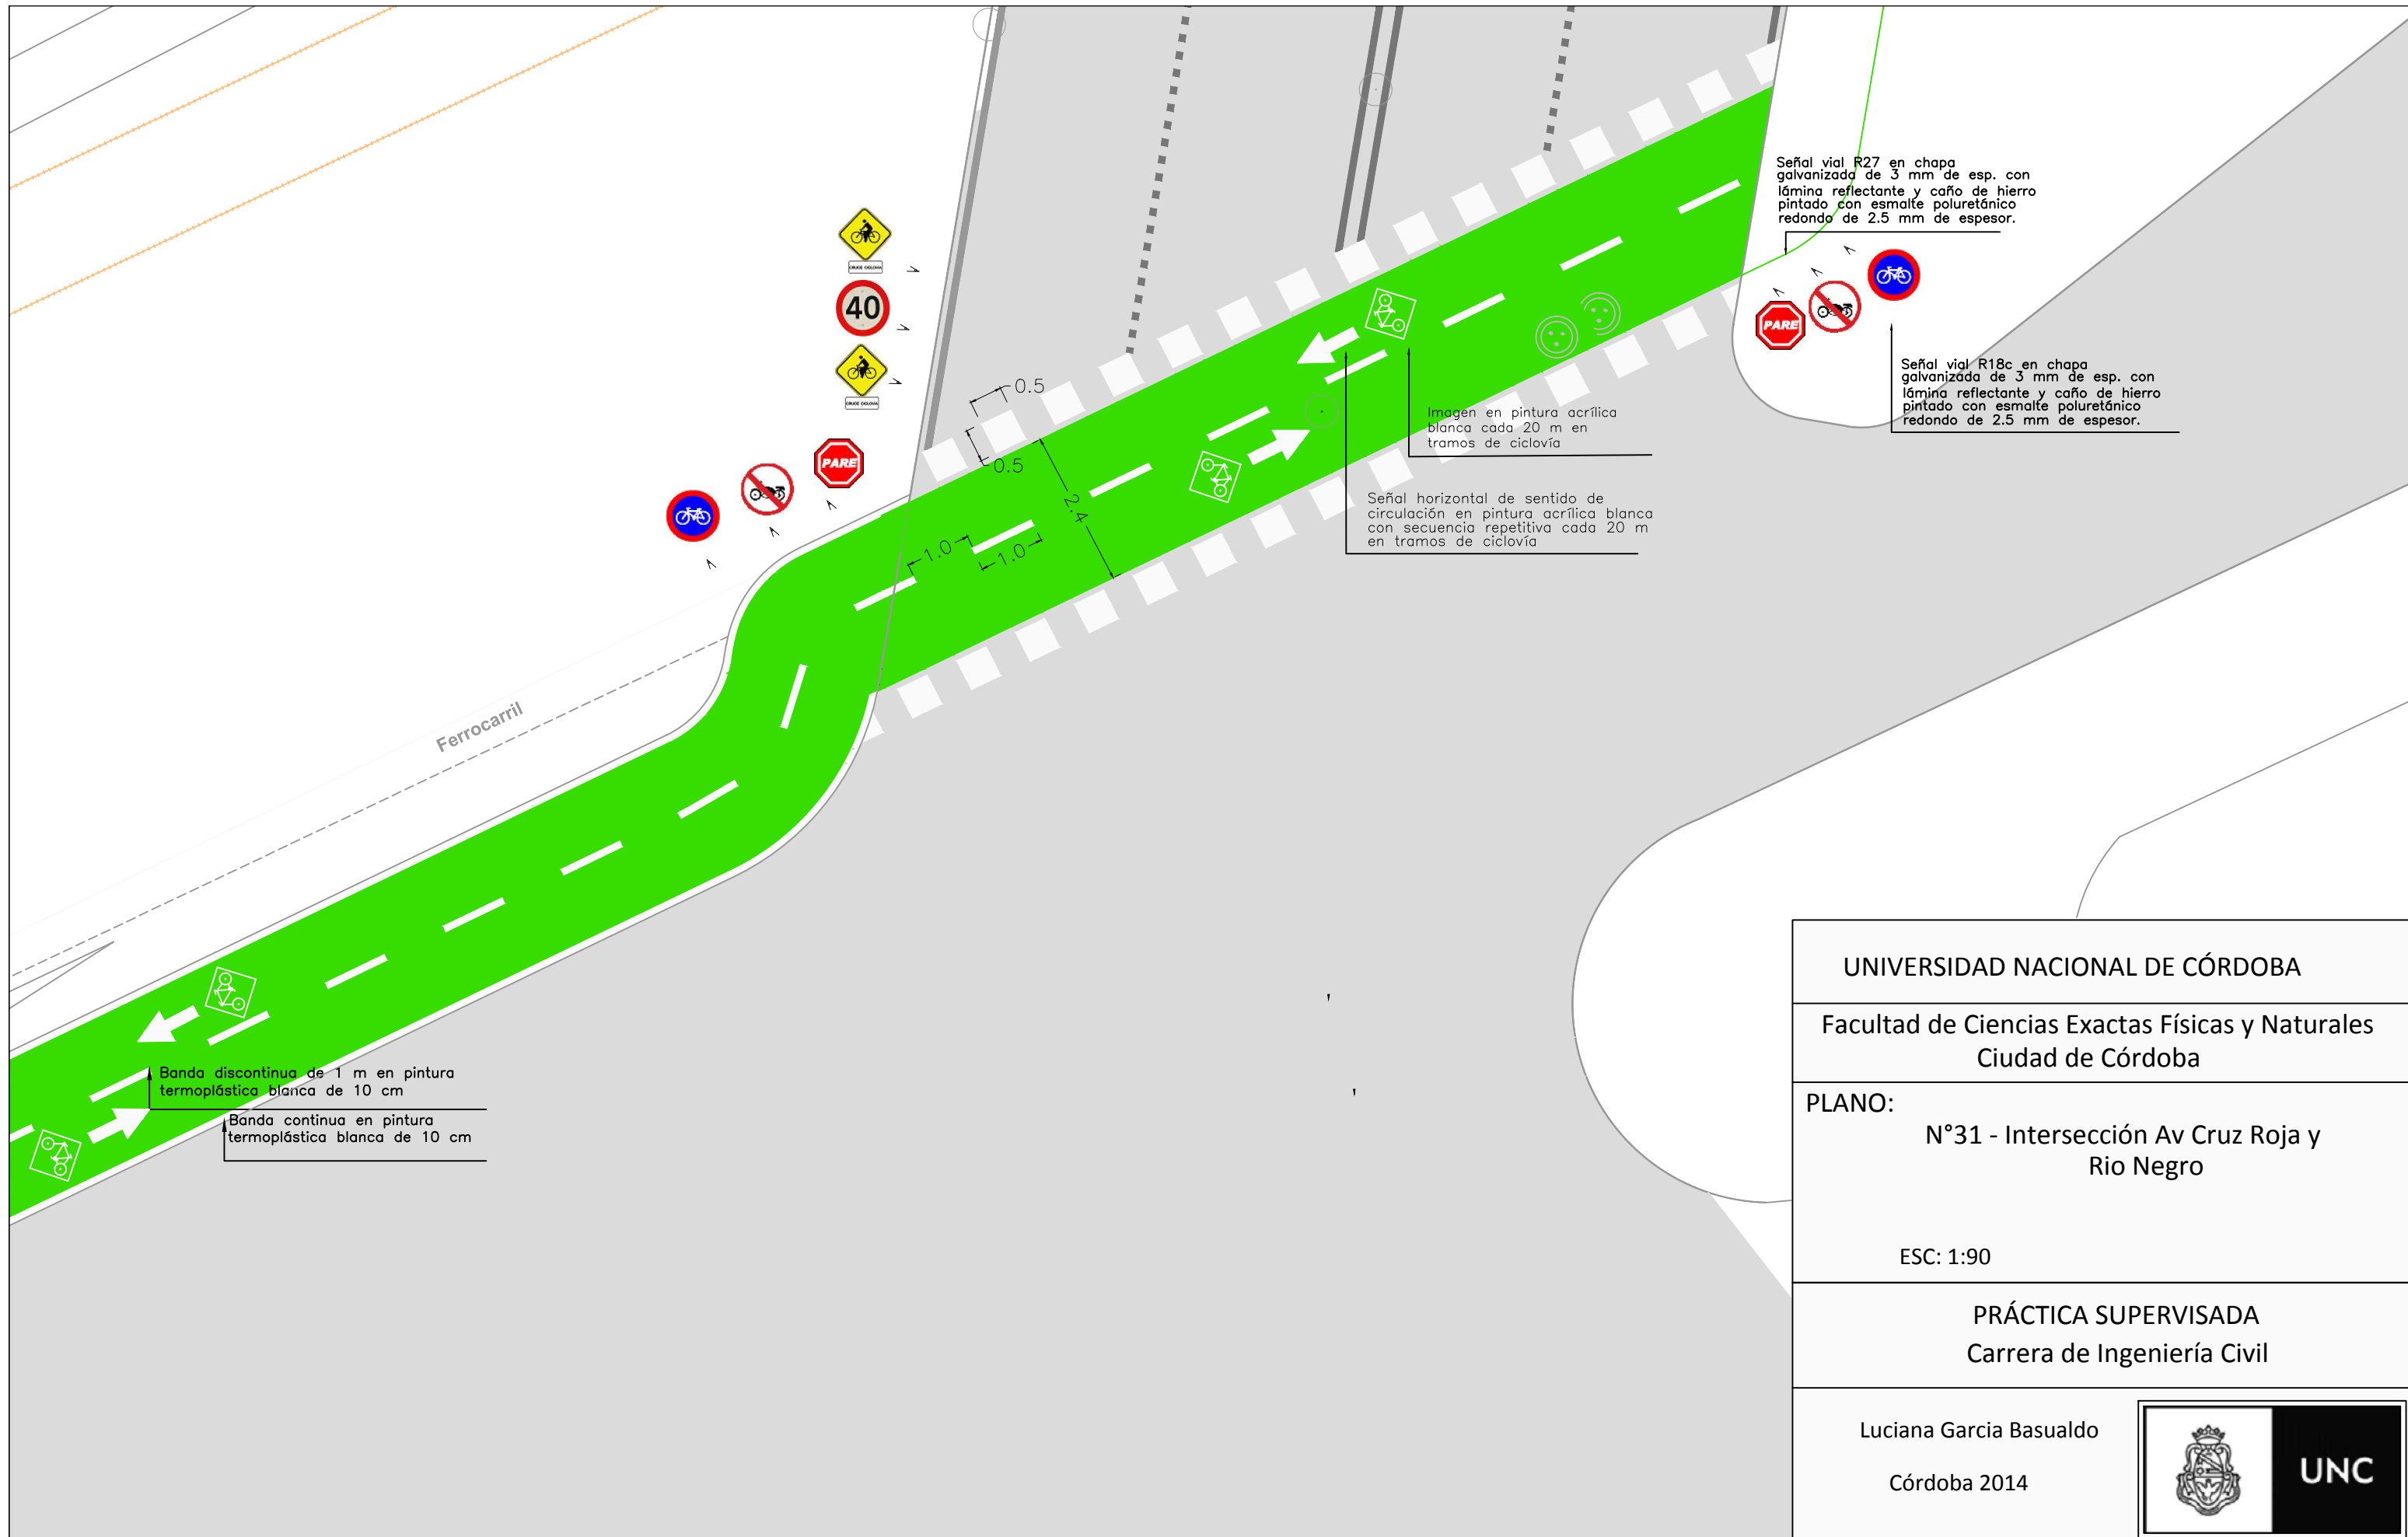 Señal vial R27 en chapa
galvanizada de 3 mm de esp. con
lámina reflectante y caño de hierro
pintado con esmalte poluretánico
redondo de 2.5 mm de espesor.
CRUCE CICLOVIA
40
CRUCE CICLOVIA
PARE
PARE
Señal vial R18c en chapa
galvanizada de 3 mm de esp. con
lámina reflectante y caño de hierro
pintado con esmalte poluretánico
redondo de 2.5 mm de espesor.
0.5
0.5
2.4
1.0
1.0
Imagen en pintura acrílica
blanca cada 20 m en
tramos de ciclovía
Señal horizontal de sentido de
circulación en pintura acrílica blanca
con secuencia repetitiva cada 20 m
en tramos de ciclovía
Ferrocarril
Banda discontinua de 1 m en pintura
termoplástica blanca de 10 cm
Banda continua en pintura
termoplástica blanca de 10 cm
UNIVERSIDAD NACIONAL DE CÓRDOBA
Facultad de Ciencias Exactas Físicas y Naturales
Ciudad de Córdoba
PLANO:
N°31 - Intersección Av Cruz Roja y
Rio Negro
ESC: 1:90
PRÁCTICA SUPERVISADA
Carrera de Ingeniería Civil
Luciana Garcia Basualdo
Córdoba 2014
UNC